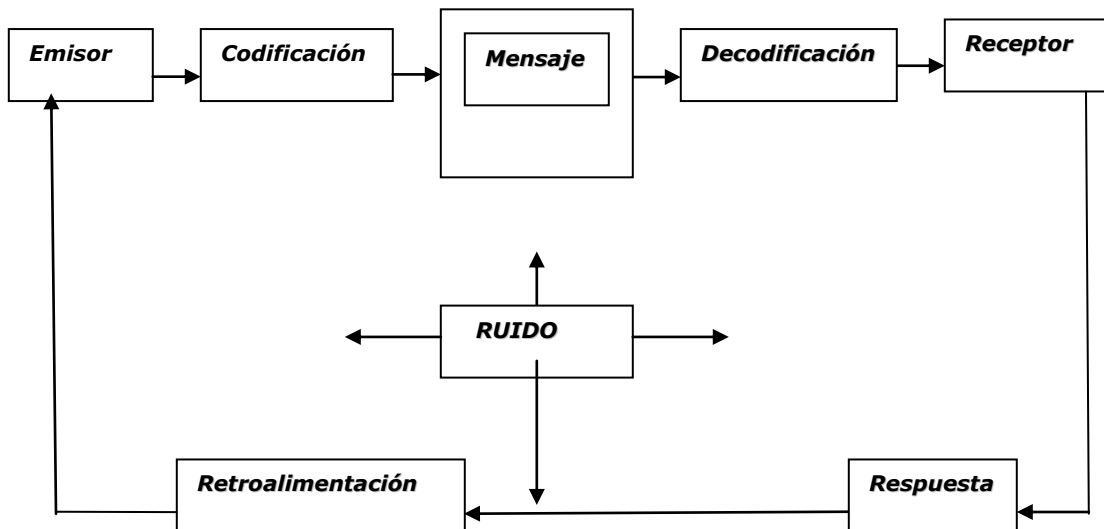 Emisor
Codificación
Mensaje
Decodificación
Receptor
RUIDO
Retroalimentación
Respuesta